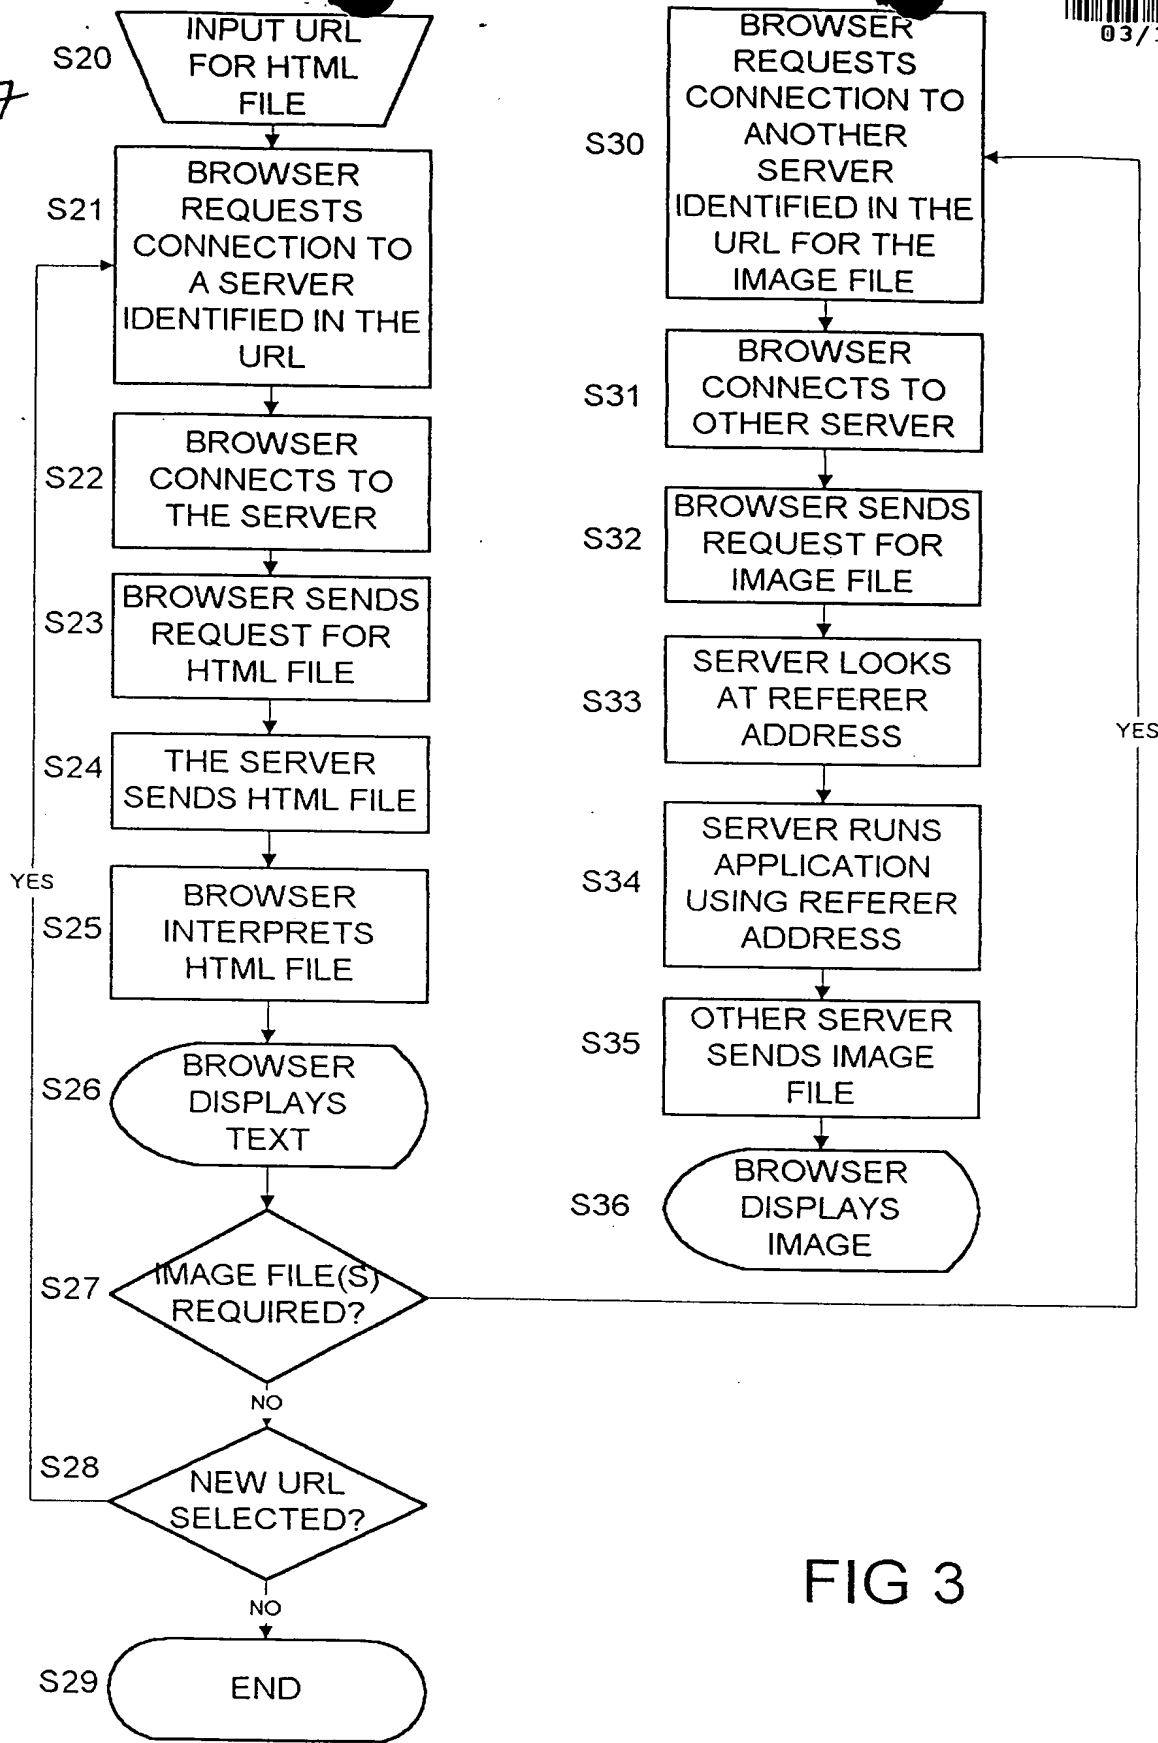 S20
INPUT URL
FOR HTML
FILE
7
S21
BROWSER
REQUESTS
CONNECTION TO
A SERVER
IDENTIFIED IN THE
URL
S22
BROWSER
CONNECTS TO
THE SERVER
S23
BROWSER SENDS
REQUEST FOR
HTML FILE
S24
THE SERVER
SENDS HTML FILE
YES
S25
BROWSER
INTERPRETS
HTML FILE
S26
BROWSER
DISPLAYS
TEXT
S27
IMAGE FILE(S)
REQUIRED?
NO
S28
NEW URL
SELECTED?
NO
S29
END
03/
S30
BROWSER
REQUESTS
CONNECTION TO
ANOTHER
SERVER
IDENTIFIED IN THE
URL FOR THE
IMAGE FILE
S31
BROWSER
CONNECTS TO
OTHER SERVER
S32
BROWSER SENDS
REQUEST FOR
IMAGE FILE
S33
SERVER LOOKS
AT REFERER
ADDRESS
YES
S34
SERVER RUNS
APPLICATION
USING REFERER
ADDRESS
S35
OTHER SERVER
SENDS IMAGE
FILE
S36
BROWSER
DISPLAYS
IMAGE
FIG 3